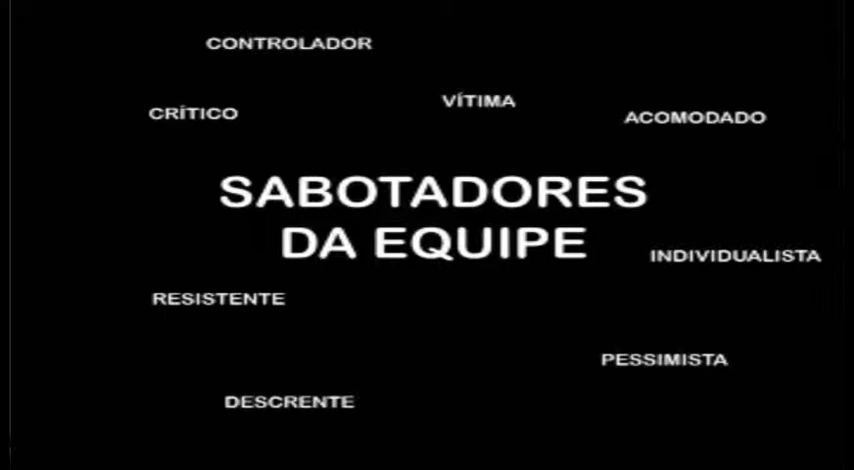 CONTROLADOR
VÍTIMA
CRÍTICO
ACOMODADO
SABOTADORES
DA EQUIPE
INDIVIDUALISTA
RESISTENTE
PESSIMISTA
DESCRENTE